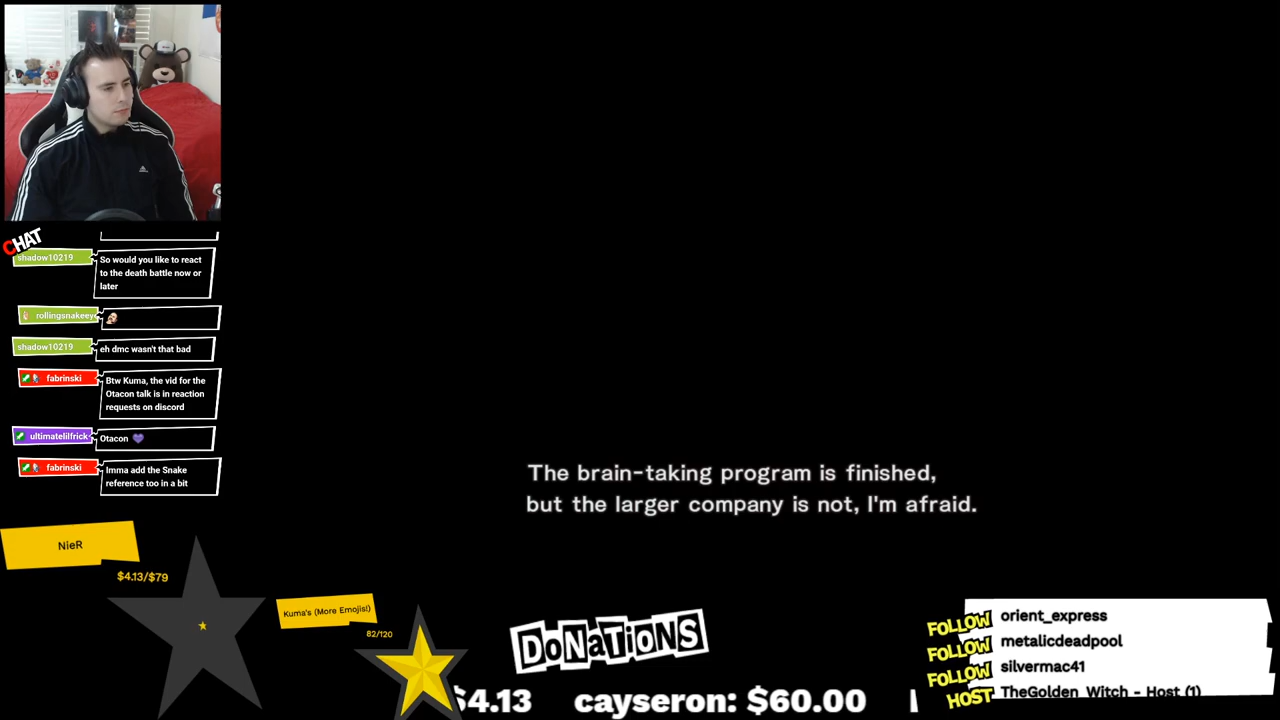 CHAT
shadow10219
So would you like to react
to the death battle now or
later
rollingsnakeey
shadow10219
eh dmc wasn't that bad
fabrinski
Btw Kuma, the vid for the
Otacon talk is in reaction
requests on discord
ultimatelilfrick
Otacon
fabrinski
Imma add the Snake
reference too in a bit
The brain-taking program is finished,
but the larger company is not, I'm afraid.
NieR
$4.13/$79
Kuma's (More Emojis!)
82/120
DoNaTiONS
$4.13 cayseron: $60.00
FOLLOW orient_express
FOLLOW metalicdeadpool
FOLLOW silvermac41
HOST TheGolden_Witch - Host (1)